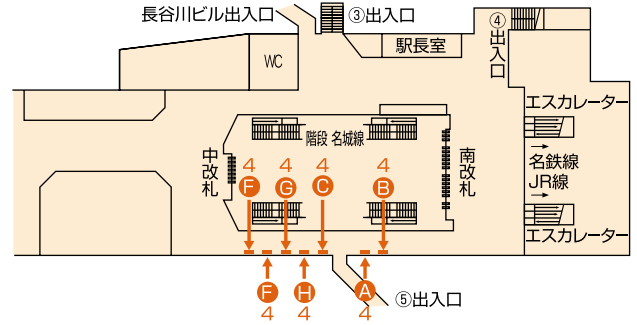 長谷川ビル出入口
③出入口
④出入口
駅長室
WC
エスカレーター
階段 名城線
中改札
南改札
名鉄線
JR線
エスカレーター
4 4 4 4
F G C B
F H A
4 4 4
⑤出入口